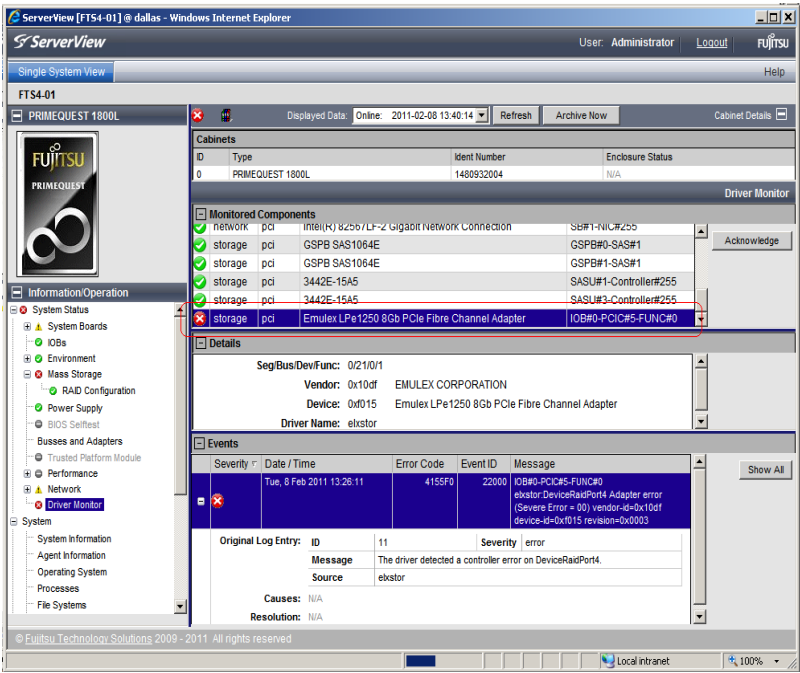 ServerView [FTS4-01] @ dallas - Windows Internet Explorer
ServerView
User: Administrator Logout FUJITSU
Single System View Help
FTS4-01
PRIMEQUEST 1800L
FUJITSU
PRIMEQUEST
Information/Operation
System Status
System Boards
IOBs
Environment
Mass Storage
RAID Configuration
Power Supply
BIOS Selftest
Busses and Adapters
Trusted Platform Module
Performance
Network
Driver Monitor
System
System Information
Agent Information
Operating System
Processes
File Systems
Displayed Data: Online: 2011-02-08 13:40:14 Refresh Archive Now Cabinet Details
Cabinets
ID Type Ident Number Enclosure Status
0 PRIMEQUEST 1800L 1480932004 N/A
Driver Monitor
Monitored Components
network pci Intel(R) 82567LF-2 Gigabit Network Connection SB#1-NIC#255
storage pci GSPB SAS1064E GSPB#0-SAS#1
storage pci GSPB SAS1064E GSPB#1-SAS#1
storage pci 3442E-15A5 SASU#1-Controller#255
storage pci 3442E-15A5 SASU#3-Controller#255
storage pci Emulex LPe1250 8Gb PCIe Fibre Channel Adapter IOB#0-PCIC#5-FUNC#0
Acknowledge
Details
Seg/Bus/Dev/Func: 0/21/0/1
Vendor: 0x10df EMULEX CORPORATION
Device: 0xf015 Emulex LPe1250 8Gb PCIe Fibre Channel Adapter
Driver Name: elxstor
Events
Severity Date / Time Error Code Event ID Message
Show All
Tue, 8 Feb 2011 13:26:11 4155F0 22000 IOB#0-PCIC#5-FUNC#0
elxstor:DeviceRaidPort4 Adapter error
(Severe Error = 00) vendor-id=0x10df
device-id=0xf015 revision=0x0003
Original Log Entry: ID 11 Severity error
Message The driver detected a controller error on DeviceRaidPort4.
Source elxstor
Causes: N/A
Resolution: N/A
© Fujitsu Technology Solutions 2009 - 2011 All rights reserved
Local intranet 100%